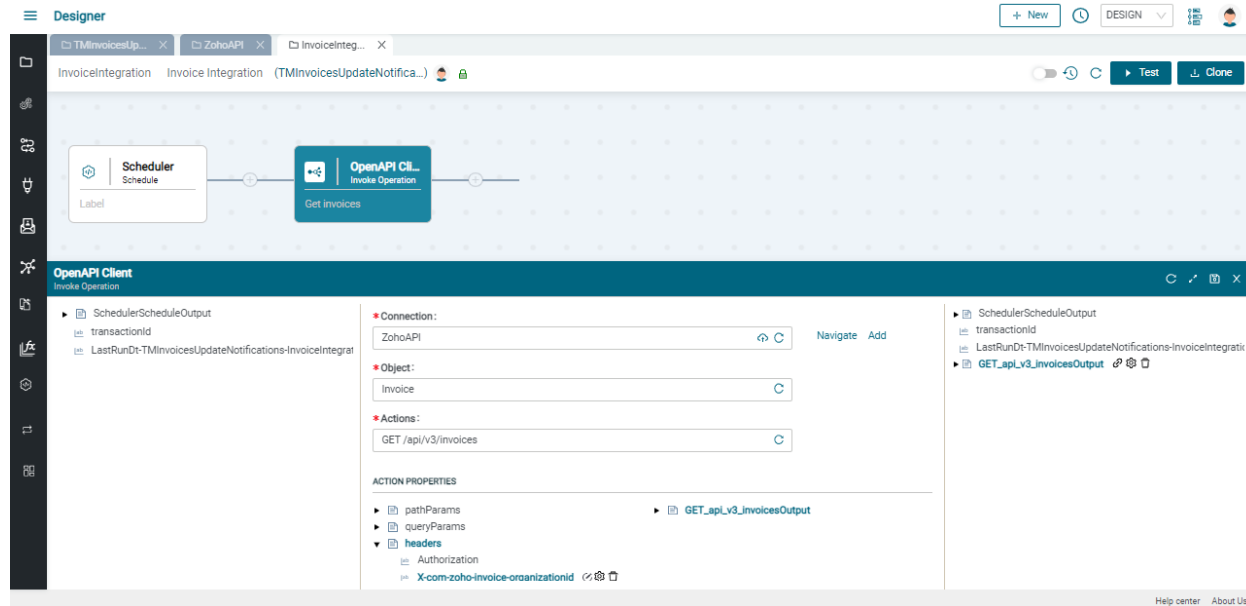 Designer
+ New
DESIGN
TMInvoicesUp...
ZohoAPI
InvoiceInteg...
InvoiceIntegration Invoice Integration (TMInvoicesUpdateNotifica...)
Test
Clone
Scheduler
Schedule
Label
OpenAPI Cli...
Invoke Operation
Get invoices
OpenAPI Client
Invoke Operation
SchedulerScheduleOutput
transactionId
LastRunDt-TMInvoicesUpdateNotifications-InvoiceIntegrat
*Connection:
ZohoAPI
Navigate Add
*Object:
Invoice
*Actions:
GET /api/v3/invoices
ACTION PROPERTIES
pathParams
queryParams
headers
Authorization
X-com-zoho-invoice-organizationid
GET_api_v3_invoicesOutput
SchedulerScheduleOutput
transactionId
LastRunDt-TMInvoicesUpdateNotifications-InvoiceIntegratio
GET_api_v3_invoicesOutput
Help center About Us